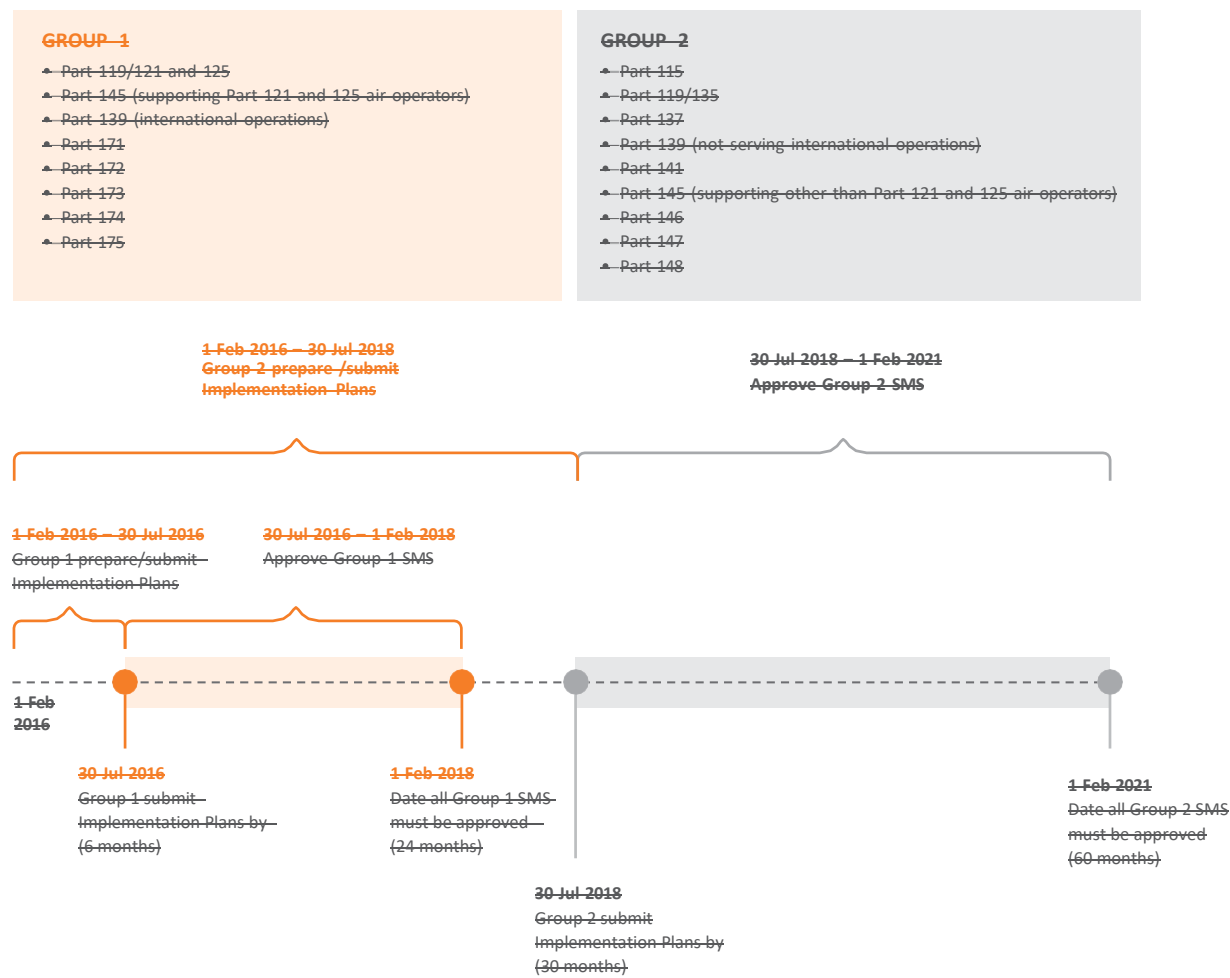 GROUP 1
• Part 119/121 and 125
• Part 145 (supporting Part 121 and 125 air operators)
• Part 139 (international operations)
• Part 171
• Part 172
• Part 173
• Part 174
• Part 175
GROUP 2
• Part 115
• Part 119/135
• Part 137
• Part 139 (not serving international operations)
• Part 141
• Part 145 (supporting other than Part 121 and 125 air operators)
• Part 146
• Part 147
• Part 148
1 Feb 2016 – 30 Jul 2018
Group 2 prepare /submit
Implementation Plans
30 Jul 2018 – 1 Feb 2021
Approve Group 2 SMS
1 Feb 2016 – 30 Jul 2016
Group 1 prepare/submit
Implementation Plans
30 Jul 2016 – 1 Feb 2018
Approve Group 1 SMS
1 Feb
2016
30 Jul 2016
Group 1 submit
Implementation Plans by
(6 months)
1 Feb 2018
Date all Group 1 SMS
must be approved
(24 months)
30 Jul 2018
Group 2 submit
Implementation Plans by
(30 months)
1 Feb 2021
Date all Group 2 SMS
must be approved
(60 months)